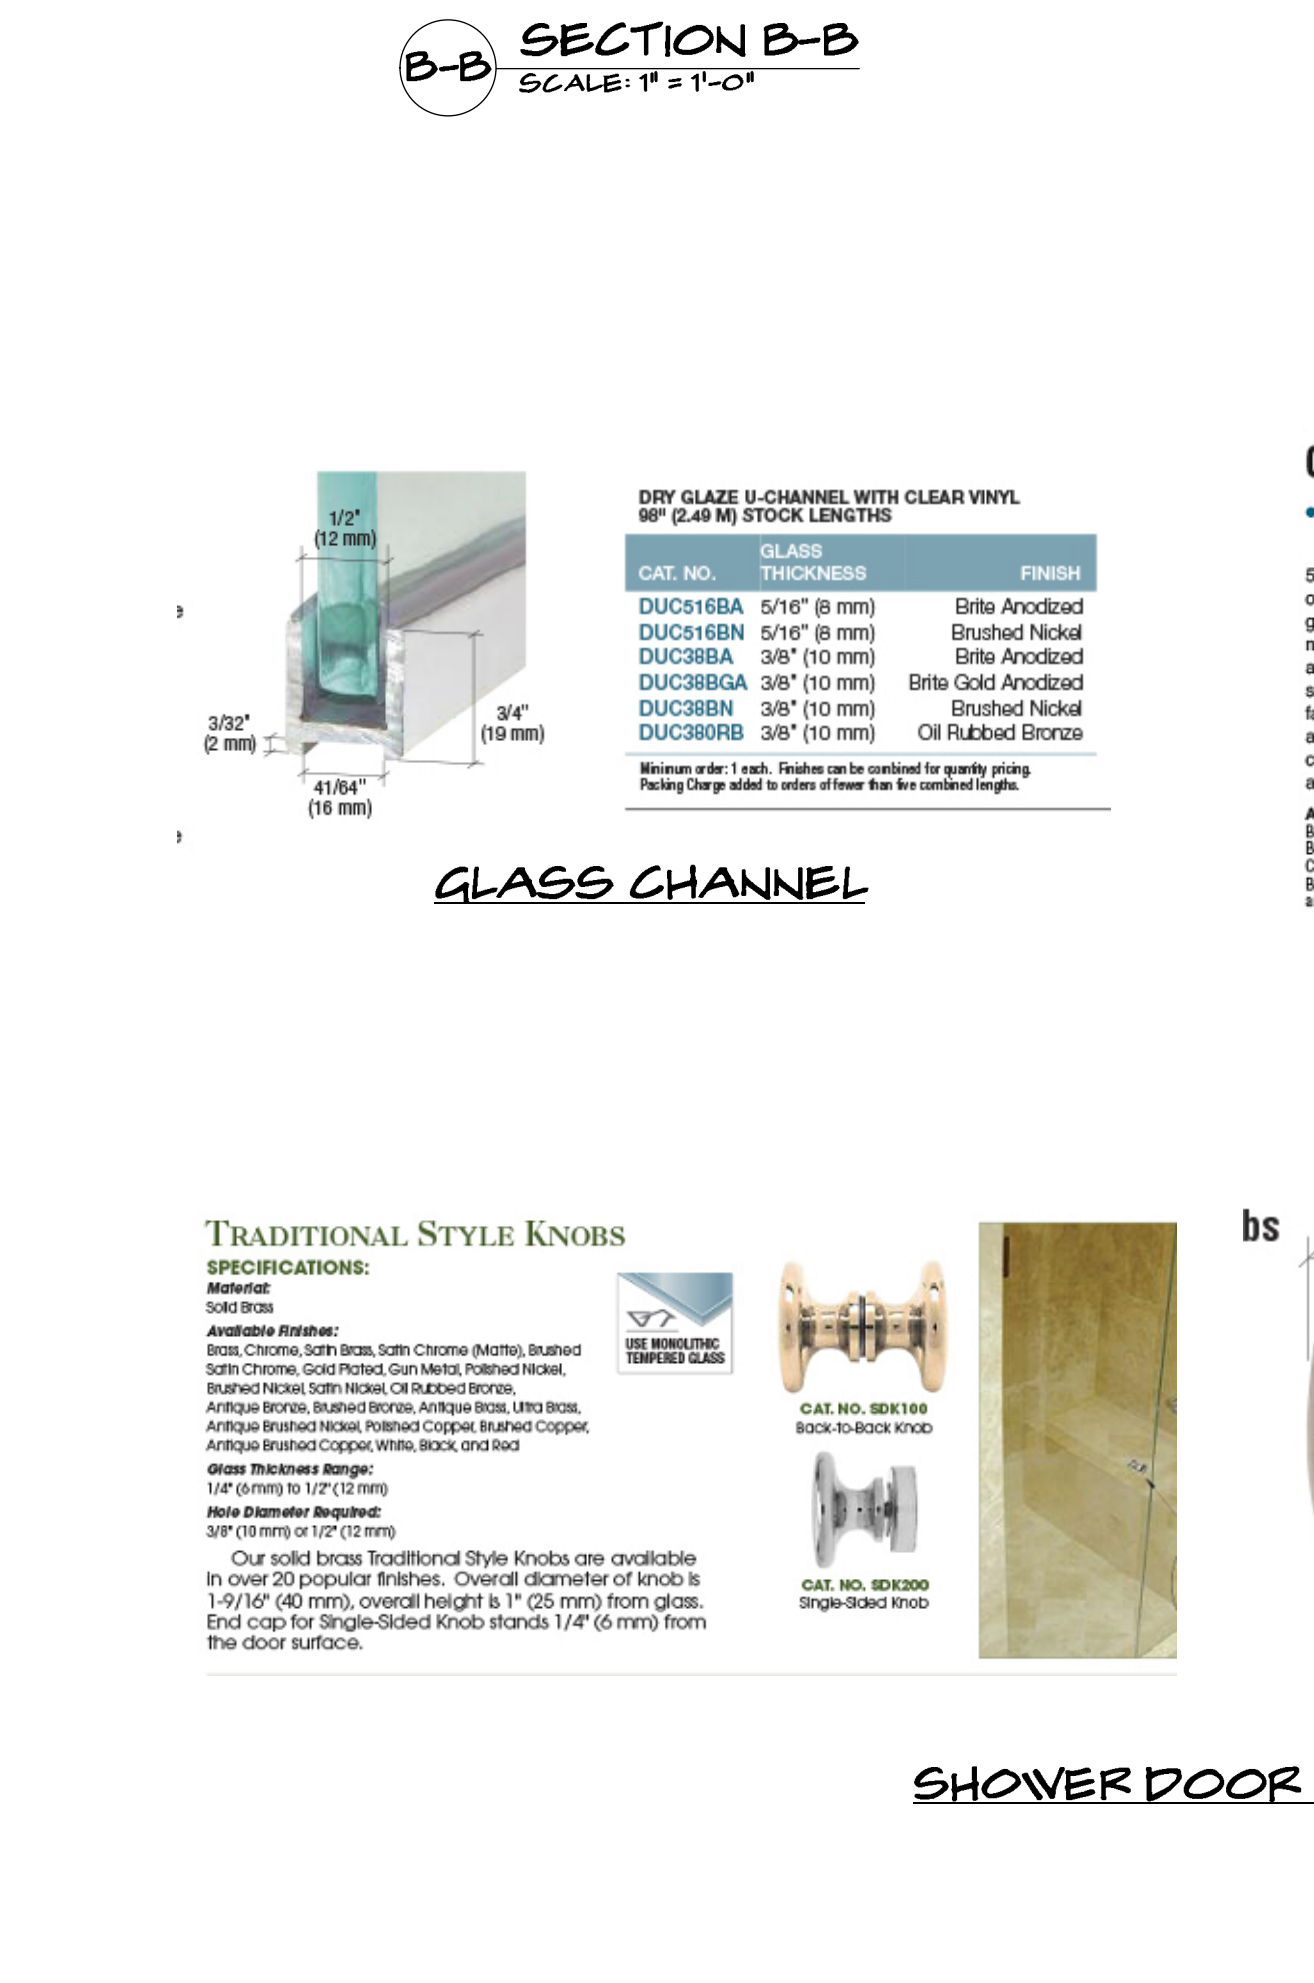 B-B
SECTION B-B
SCALE: 1" = 1'-0"
1/2"
(12 mm)
3/32"
(2 mm)
41/64"
(16 mm)
3/4"
(19 mm)
DRY GLAZE U-CHANNEL WITH CLEAR VINYL
98" (2.49 M) STOCK LENGTHS
CAT. NO. GLASS THICKNESS FINISH
DUC516BA 5/16" (8 mm) Brite Anodized
DUC516BN 5/16" (8 mm) Brushed Nickel
DUC38BA 3/8" (10 mm) Brite Anodized
DUC38BGA 3/8" (10 mm) Brite Gold Anodized
DUC38BN 3/8" (10 mm) Brushed Nickel
DUC380RB 3/8" (10 mm) Oil Rubbed Bronze
Minimum order: 1 each. Finishes can be combined for quantity pricing.
Packing Charge added to orders of fewer than five combined lengths.
GLASS CHANNEL
TRADITIONAL STYLE KNOBS
SPECIFICATIONS:
Material:
Solid Brass
Available Finishes:
Brass, Chrome, Satin Brass, Satin Chrome (Matte), Brushed
Satin Chrome, Gold Plated, Gun Metal, Polished Nickel,
Brushed Nickel, Satin Nickel, Oil Rubbed Bronze,
Antique Bronze, Brushed Bronze, Antique Brass, Ultra Brass,
Antique Brushed Nickel, Polished Copper, Brushed Copper,
Antique Brushed Copper, White, Black, and Red
Glass Thickness Range:
1/4" (6 mm) to 1/2" (12 mm)
Hole Diameter Required:
3/8" (10 mm) or 1/2" (12 mm)
Our solid brass Traditional Style Knobs are available
in over 20 popular finishes. Overall diameter of knob is
1-9/16" (40 mm), overall height is 1" (25 mm) from glass.
End cap for Single-Sided Knob stands 1/4" (6 mm) from
the door surface.
USE MONOLITHIC
TEMPERED GLASS
CAT. NO. SDK100
Back-to-Back Knob
CAT. NO. SDK200
Single-Sided Knob
bs
SHOWER DOOR